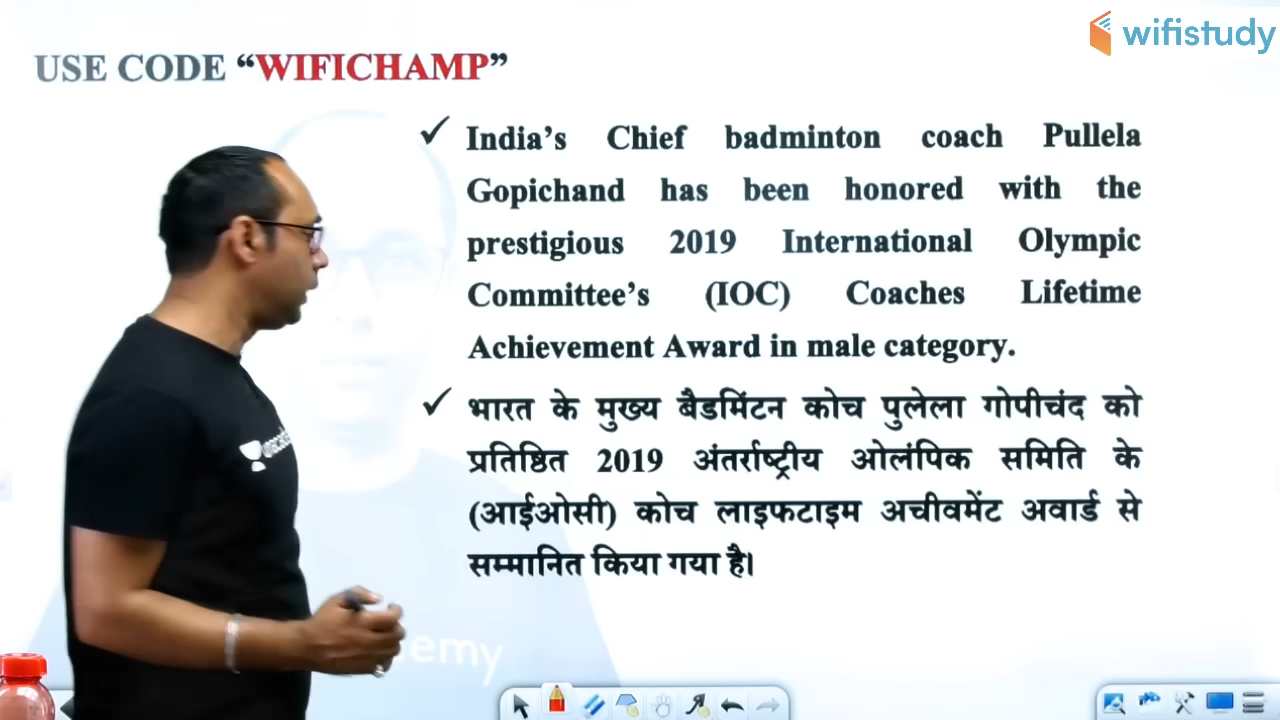 wifistudy
USE CODE “WIFICHAMP”
✓ India’s Chief badminton coach Pullela
Gopichand has been honored with the
prestigious 2019 International Olympic
Committee’s (IOC) Coaches Lifetime
Achievement Award in male category.
✓ भारत के मुख्य बैडमिंटन कोच पुलेला गोपीचंद को
प्रतिष्ठित 2019 अंतर्राष्ट्रीय ओलंपिक समिति के
(आईओसी) कोच लाइफटाइम अचीवमेंट अवार्ड से
सम्मानित किया गया है।